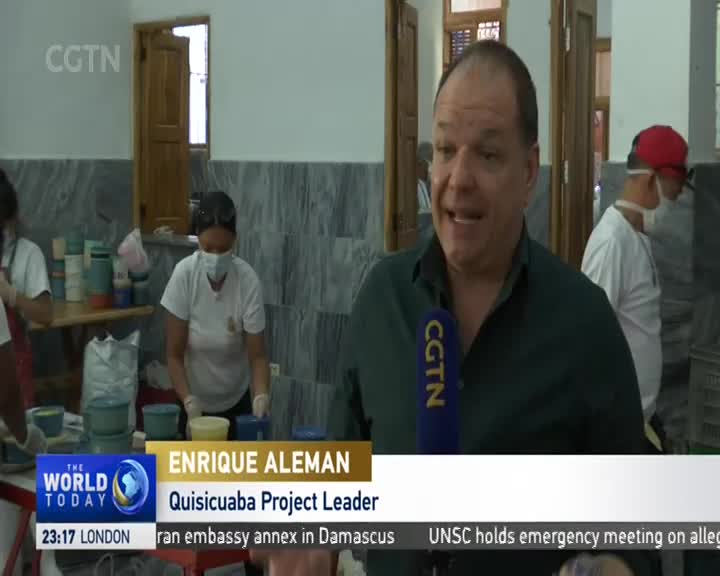 CGTN
CGTN
ENRIQUE ALEMAN
Quisicuaba Project Leader
THE
WORLD
TODAY
23:17 LONDON
ran embassy annex in Damascus UNSC holds emergency meeting on alleg